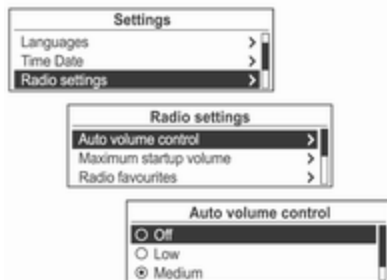 Settings
Languages
Time Date
Radio settings
Radio settings
Auto volume control
Maximum startup volume
Radio favourites
Auto volume control
Off
Low
Medium